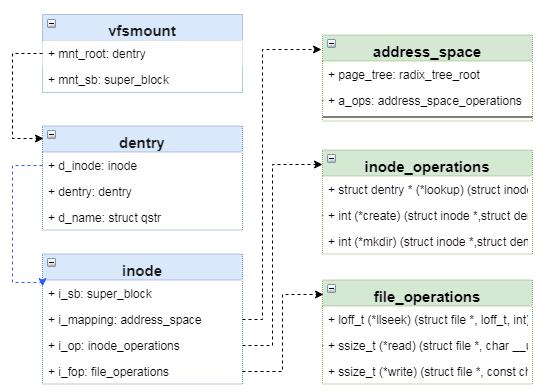 vfsmount
+ mnt_root: dentry
+ mnt_sb: super_block
dentry
+ d_inode: inode
+ dentry: dentry
+ d_name: struct qstr
inode
+ i_sb: super_block
+ i_mapping: address_space
+ i_op: inode_operations
+ i_fop: file_operations
address_space
+ page_tree: radix_tree_root
+ a_ops: address_space_operations
inode_operations
+ struct dentry * (*lookup) (struct inod
+ int (*create) (struct inode *,struct de
+ int (*mkdir) (struct inode *,struct den
file_operations
+ loff_t (*llseek) (struct file *, loff_t, int)
+ ssize_t (*read) (struct file *, char __u
+ ssize_t (*write) (struct file *, const ch